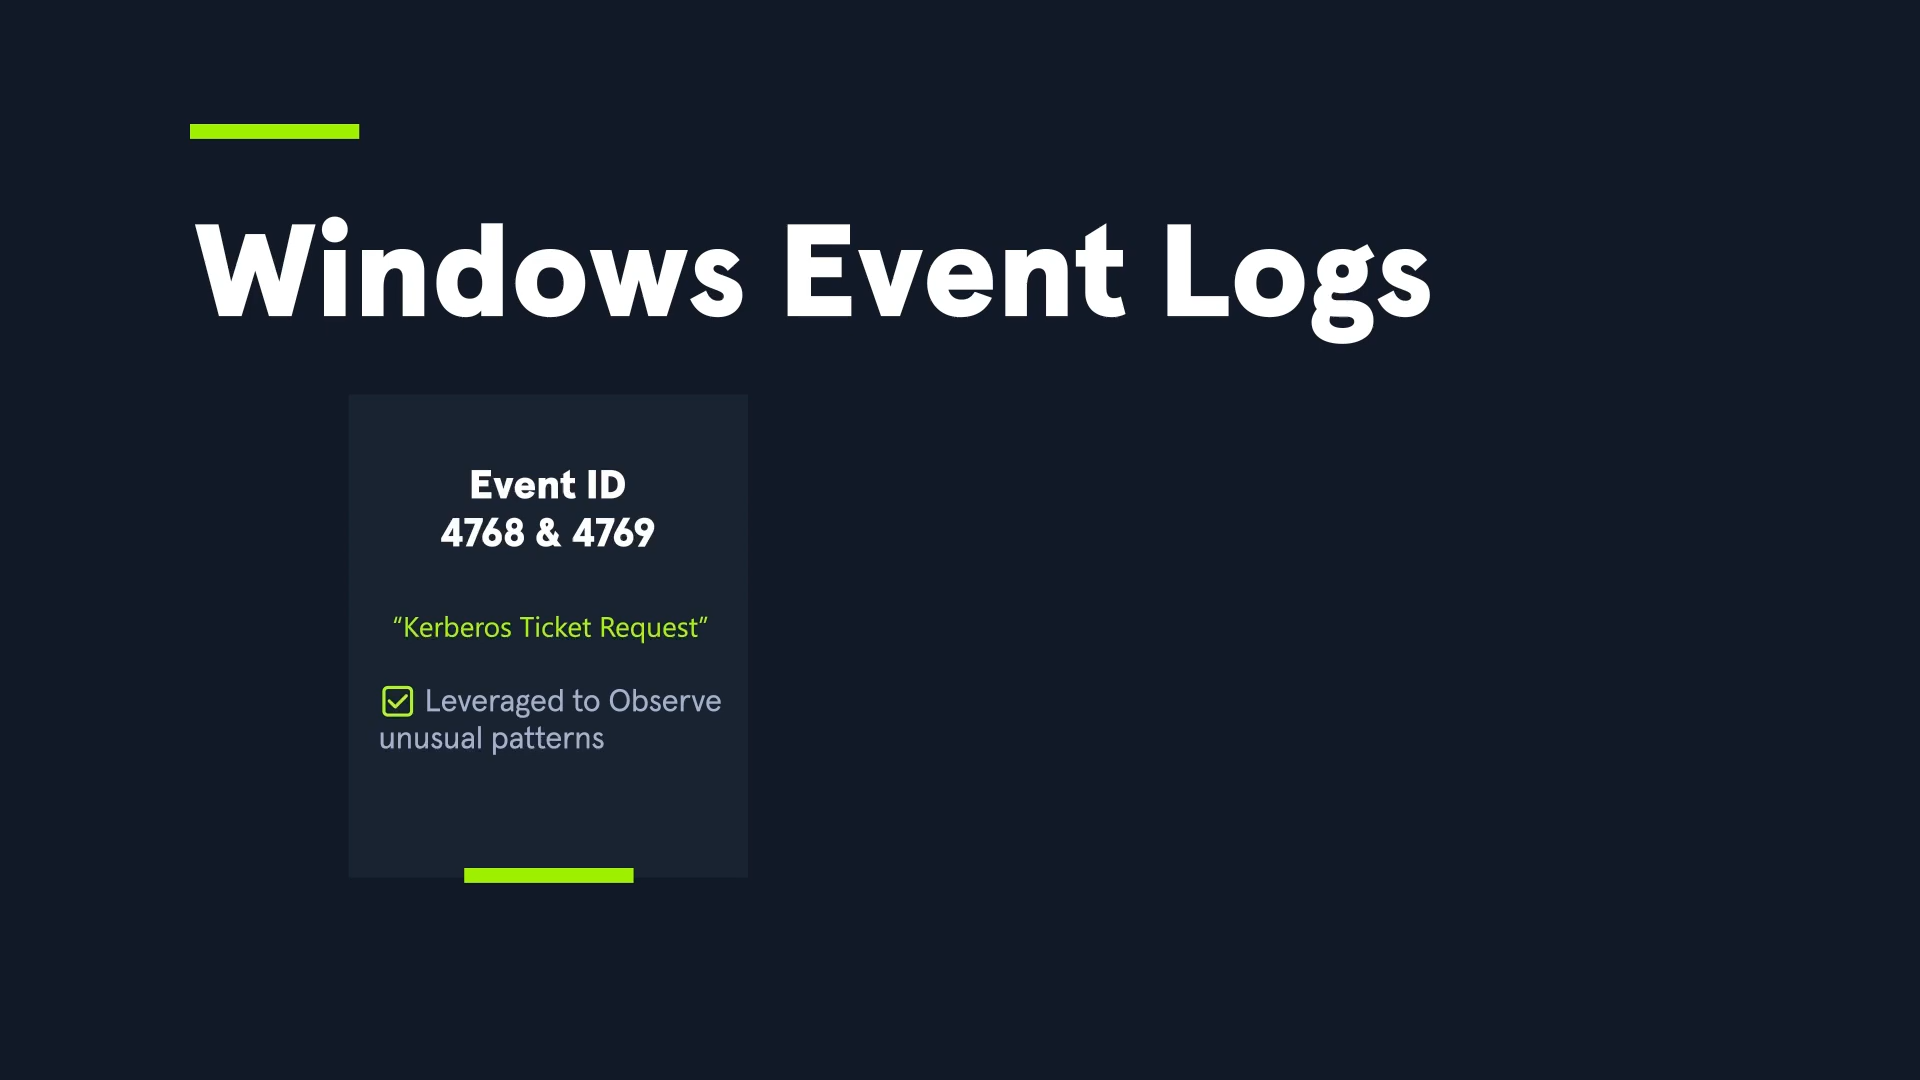 Windows Event Logs
Event ID
4768 & 4769
“Kerberos Ticket Request”
Leveraged to Observe
unusual patterns